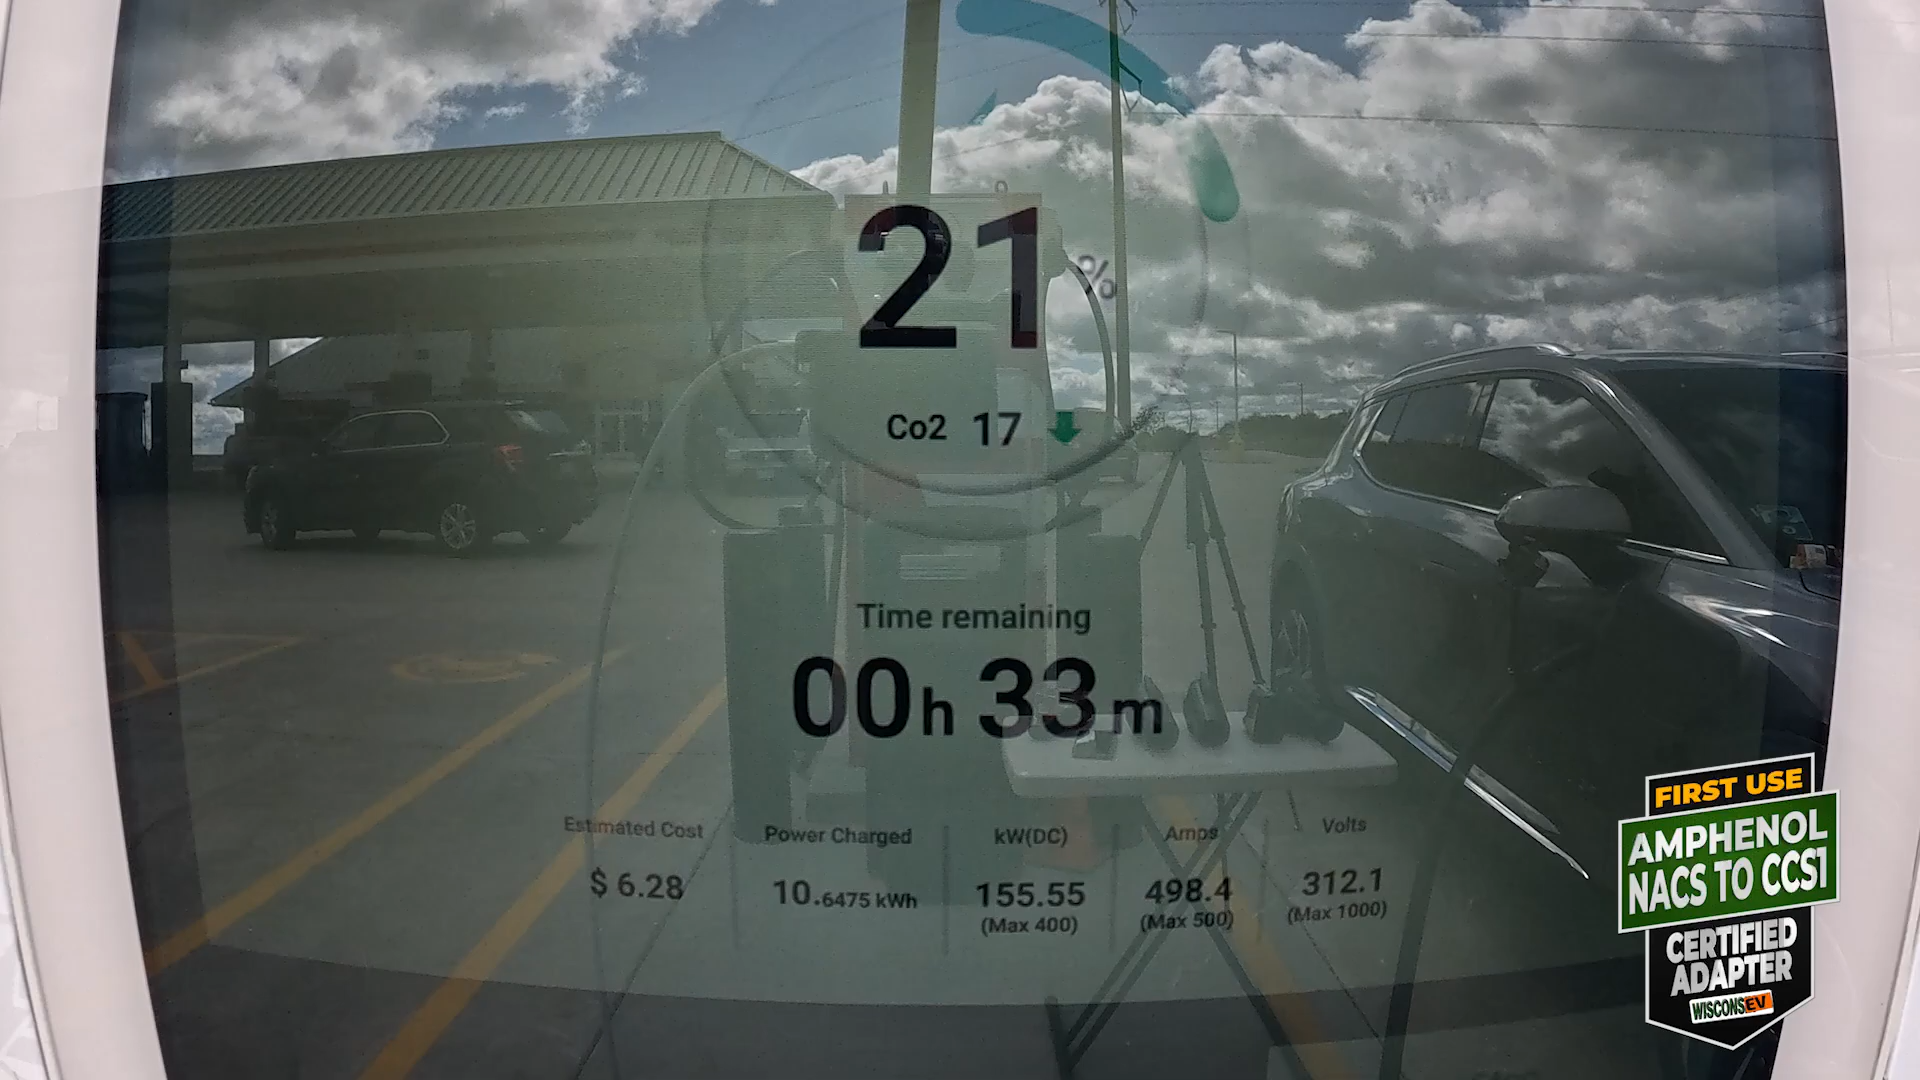 21%
Co2 17
Time remaining
00h 33m
Estimated Cost
$ 6.28
Power Charged
10.6475 kWh
kW(DC)
155.55
(Max 400)
Amps
498.4
(Max 500)
Volts
312.1
(Max 1000)
FIRST USE
AMPHENOL
NACS TO CCS1
CERTIFIED
ADAPTER
WISCONSEV